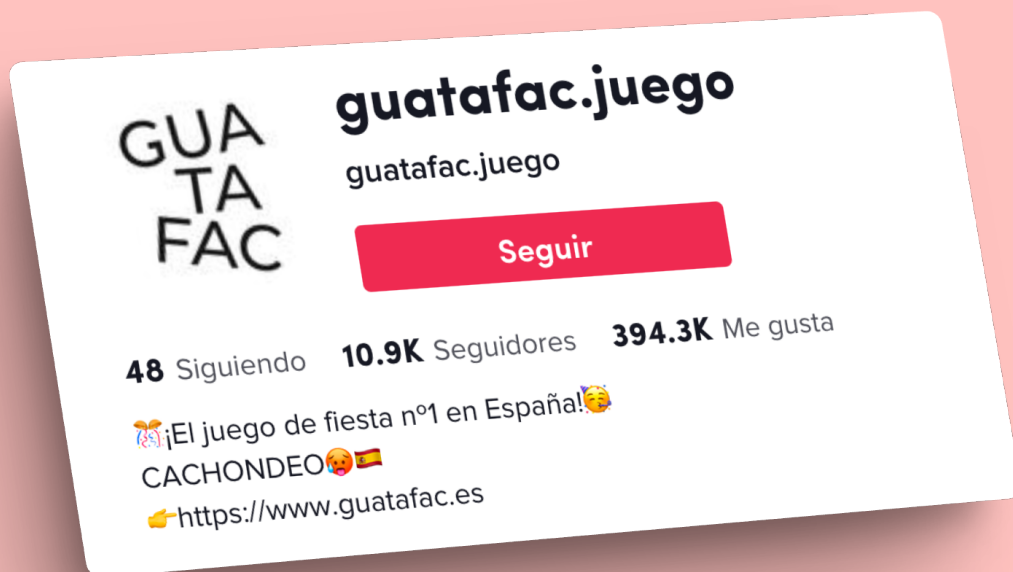 GUA
TA
FAC
guatafac.juego
guatafac.juego
Seguir
48 Siguiendo 10.9K Seguidores 394.3K Me gusta
🎊¡El juego de fiesta nº1 en España!🥳
CACHONDEO🥵🇪🇸
👉https://www.guatafac.es